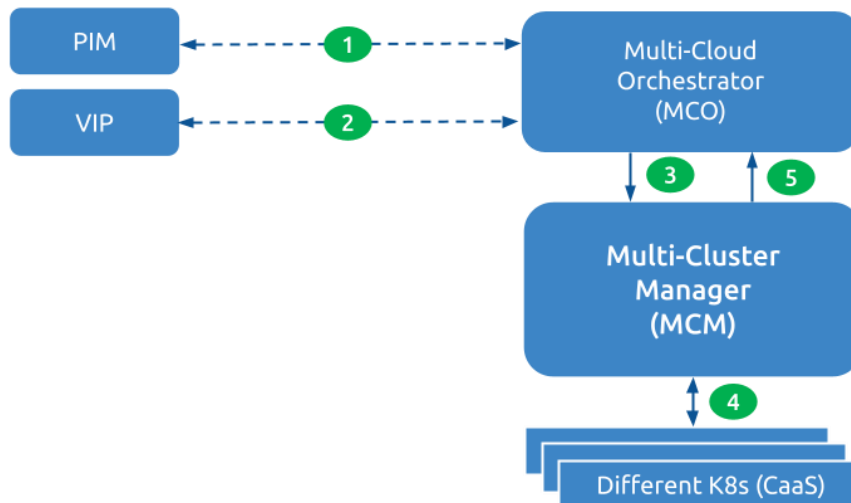 PIM
1
Multi-Cloud
Orchestrator
(MCO)
VIP
2
3
5
Multi-Cluster
Manager
(MCM)
4
Different K8s (CaaS)